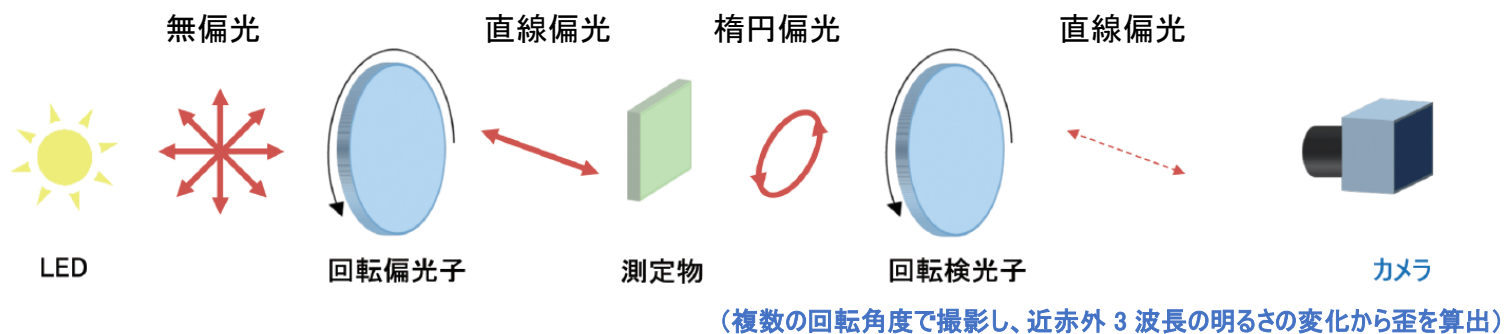 無偏光 直線偏光 楕円偏光 直線偏光
LED 回転偏光子 測定物 回転検光子 カメラ
（複数の回転角度で撮影し、近赤外 3 波長の明るさの変化から歪を算出）